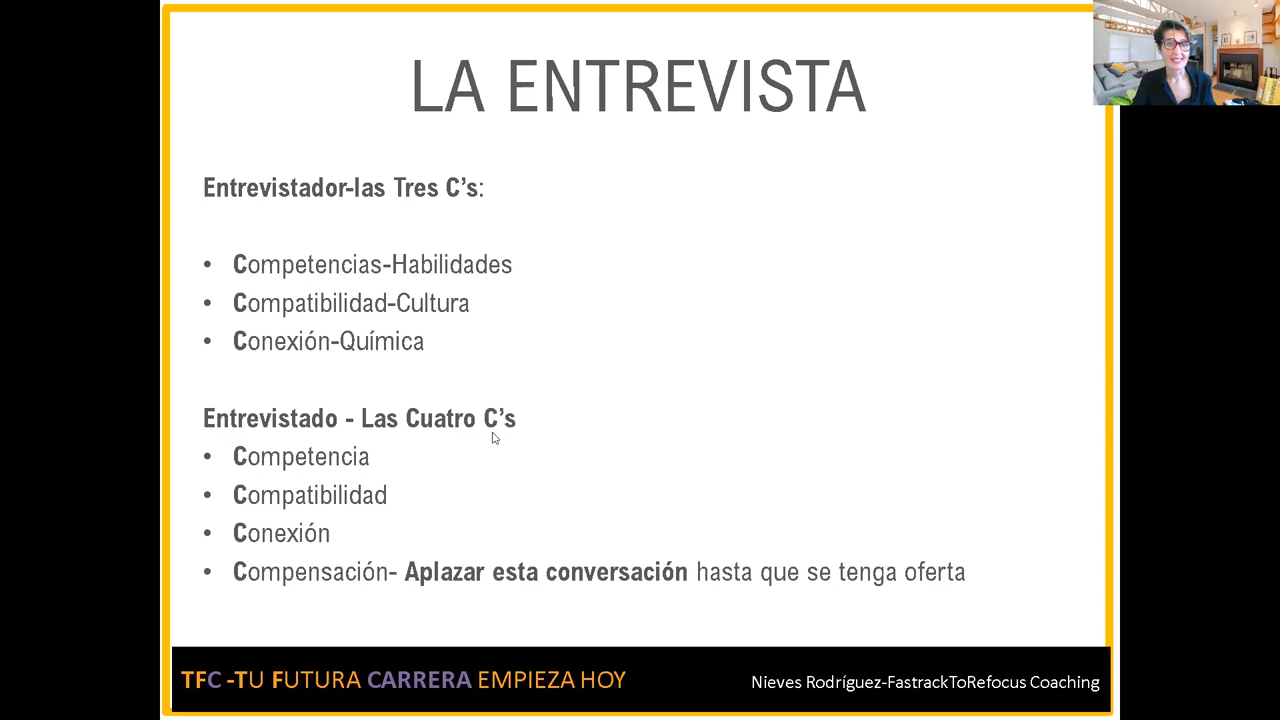 LA ENTREVISTA
Entrevistador-las Tres C’s:
• Competencias-Habilidades
• Compatibilidad-Cultura
• Conexión-Química
Entrevistado - Las Cuatro C’s
• Competencia
• Compatibilidad
• Conexión
• Compensación- Aplazar esta conversación hasta que se tenga oferta
TFC -TU FUTURA CARRERA EMPIEZA HOY
Nieves Rodríguez-FastrackToRefocus Coaching